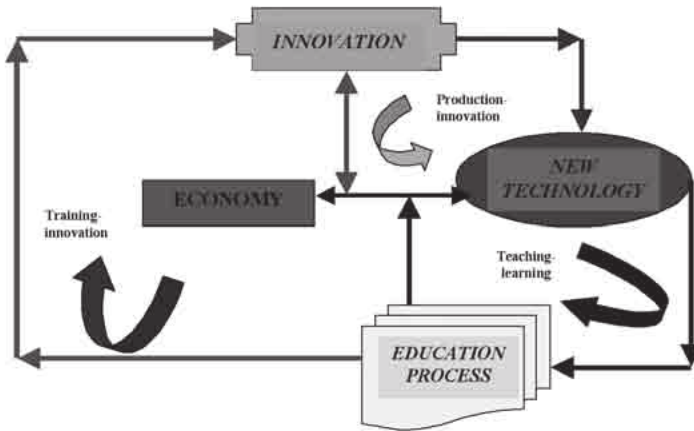 INNOVATION
Production-
innovation
NEW
TECHNOLOGY
ECONOMY
Training-
innovation
Teaching-
learning
EDUCATION
PROCESS